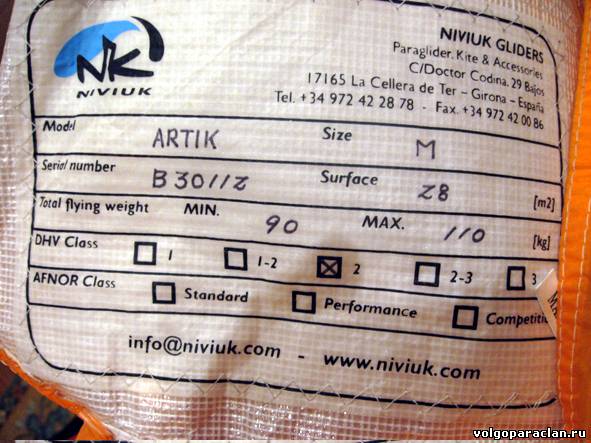 NK
NIVIUK
NIVIUK GLIDERS
Paraglider, Kite & Accessories
C/Doctor Codina, 29 Bajos
17165 La Cellera de Ter - Girona - España
Tel. +34 972 42 28 78 - Fax. +34 972 42 00 86
Model ARTIK Size M
Serial number B30112 Surface 28 [m2]
Total flying weight MIN. 90 MAX. 110 [kg]
DHV Class 1 1-2 2 2-3 3
AFNOR Class Standard Performance
info@niviuk.com - www.niviuk.com
volgoparaclan.ru